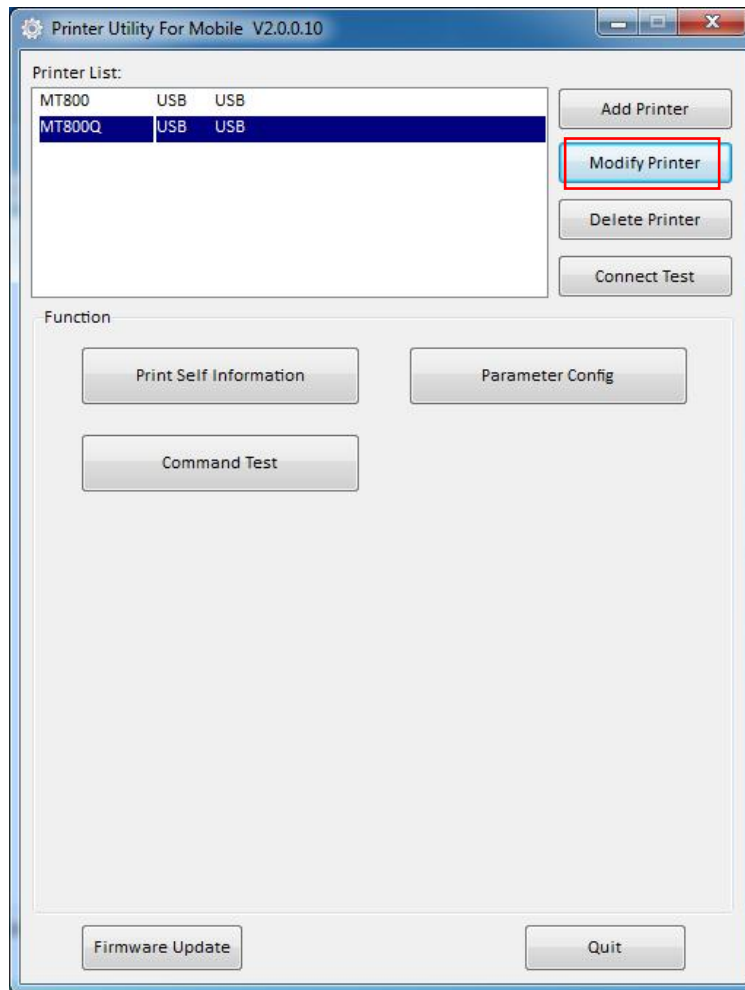 Printer Utility For Mobile V2.0.0.10
Printer List:
MT800 USB USB
MT800Q USB USB
Add Printer
Modify Printer
Delete Printer
Connect Test
Function
Print Self Information
Parameter Config
Command Test
Firmware Update
Quit